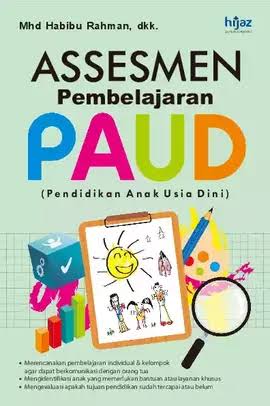 Mhd Habibu Rahman, dkk.
hijaz
ASSESMEN
Pembelajaran
PAUD
(Pendidikan Anak Usia Dini)
• Merencanakan pembelajaran individual & kelompok
agar dapat berkomunikasi dengan orang tua
• Mengidentifikasi anak yang memerlukan bantuan atau layanan khusus
• Mengevaluasi apakah tujuan pendidikan sudah tercapai atau belum